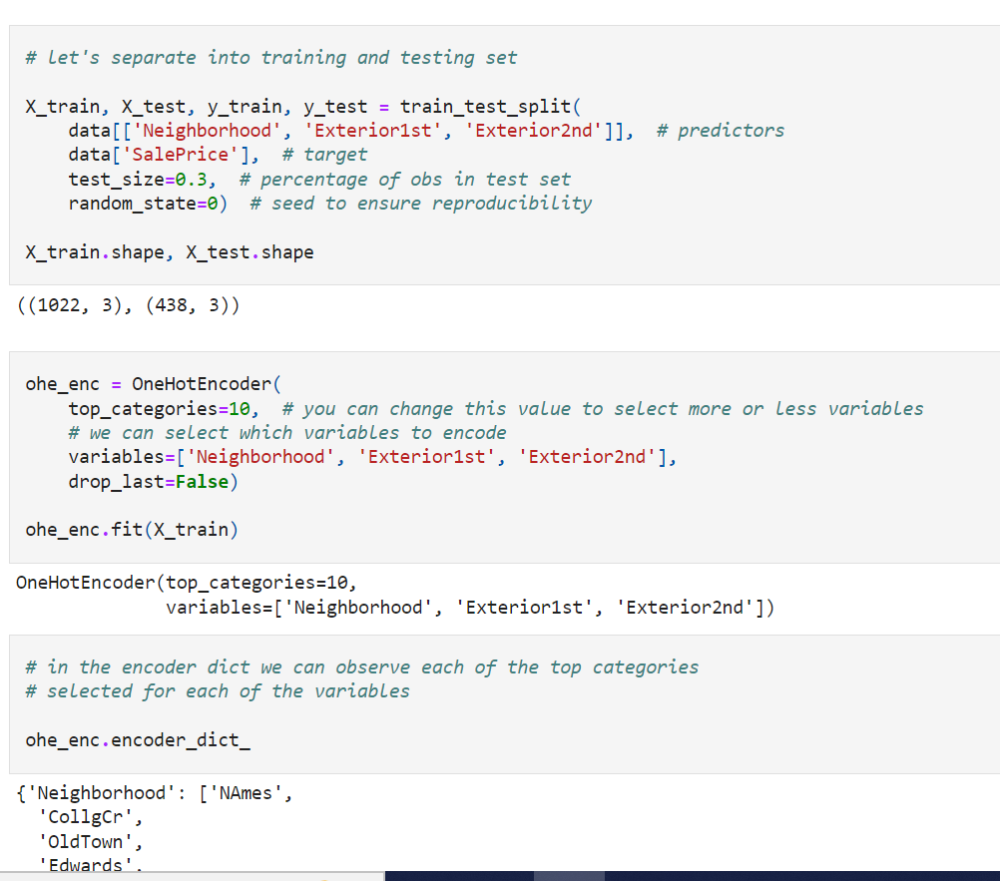 # let's separate into training and testing set
X_train, X_test, y_train, y_test = train_test_split(
data[['Neighborhood', 'Exterior1st', 'Exterior2nd']],  # predictors
data['SalePrice'],  # target
test_size=0.3,  # percentage of obs in test set
random_state=0)  # seed to ensure reproducibility
X_train.shape, X_test.shape
((1022, 3), (438, 3))
ohe_enc = OneHotEncoder(
top_categories=10,  # you can change this value to select more or less variables
# we can select which variables to encode
variables=['Neighborhood', 'Exterior1st', 'Exterior2nd'],
drop_last=False)
ohe_enc.fit(X_train)
OneHotEncoder(top_categories=10,
variables=['Neighborhood', 'Exterior1st', 'Exterior2nd'])
# in the encoder dict we can observe each of the top categories
# selected for each of the variables
ohe_enc.encoder_dict_
{'Neighborhood': ['NAmes',
'CollgCr',
'OldTown',
'Edwards',